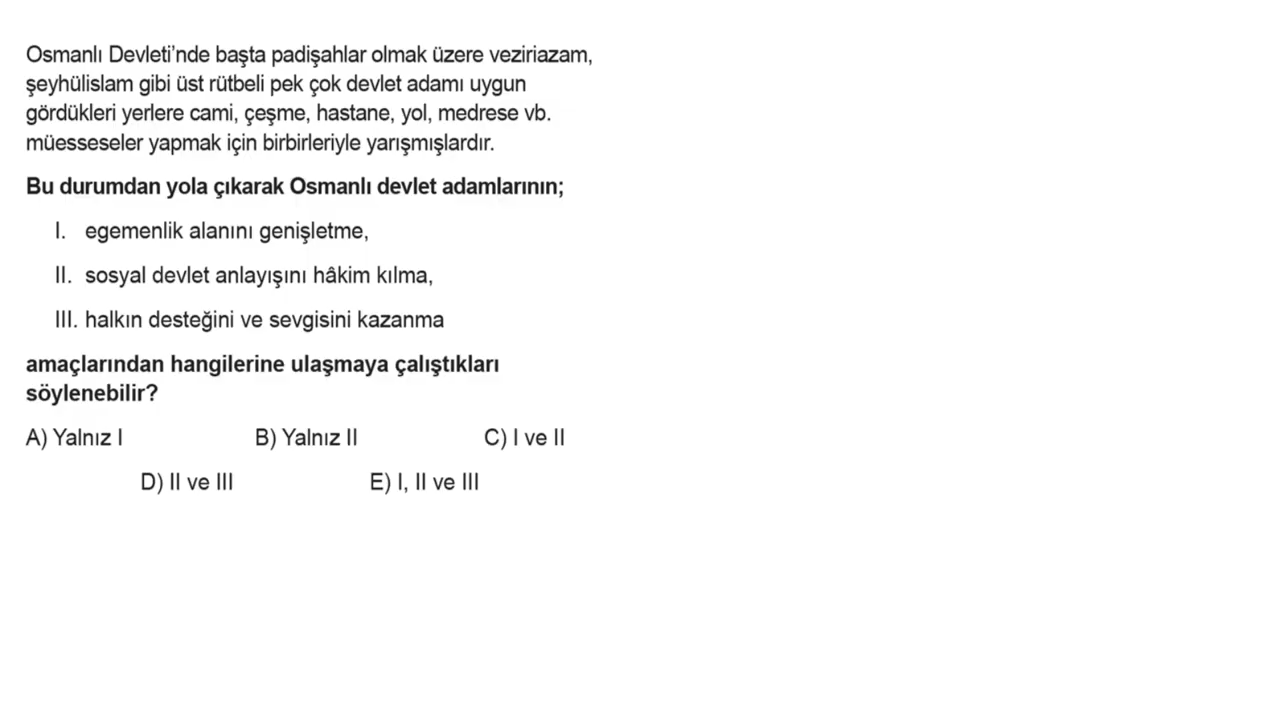 Osmanlı Devleti’nde başta padişahlar olmak üzere veziriazam,
şeyhülislam gibi üst rütbeli pek çok devlet adamı uygun
gördükleri yerlere cami, çeşme, hastane, yol, medrese vb.
müesseseler yapmak için birbirleriyle yarışmışlardır.
Bu durumdan yola çıkarak Osmanlı devlet adamlarının;
I. egemenlik alanını genişletme,
II. sosyal devlet anlayışını hâkim kılma,
III. halkın desteğini ve sevgisini kazanma
amaçlarından hangilerine ulaşmaya çalıştıkları
söylenebilir?
A) Yalnız I B) Yalnız II C) I ve II
D) II ve III E) I, II ve III